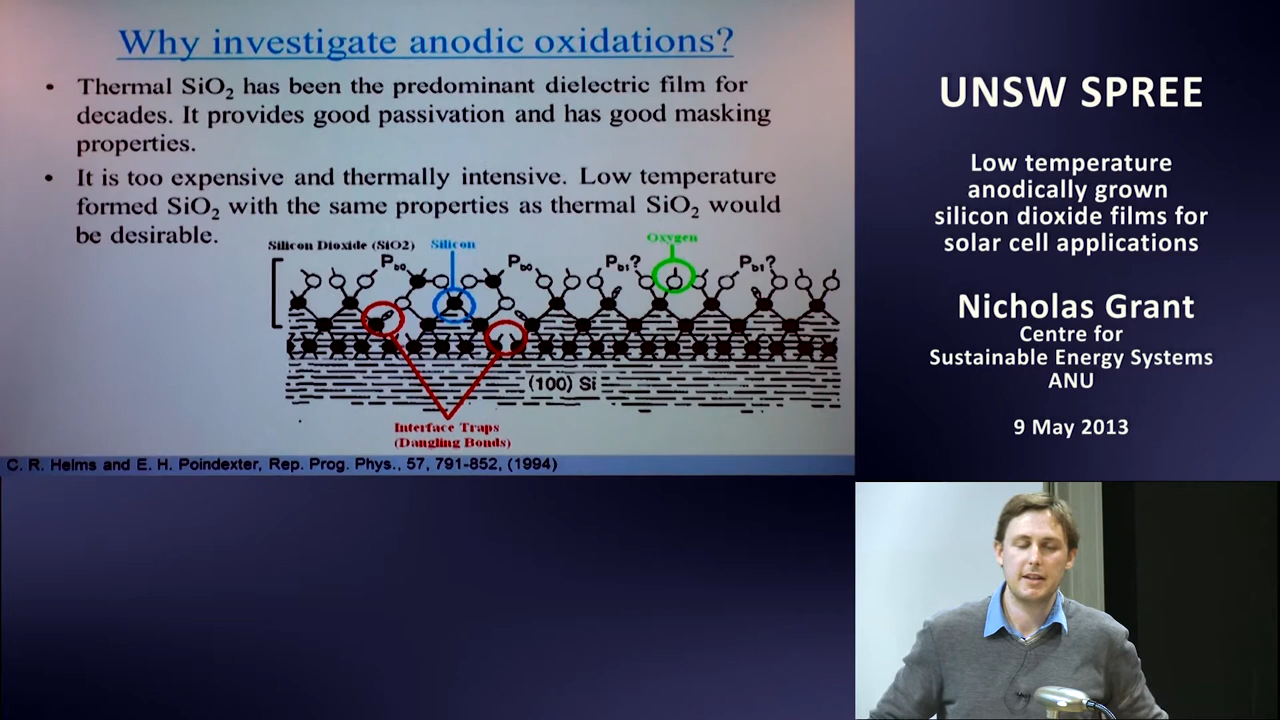 Why investigate anodic oxidations?
• Thermal SiO2 has been the predominant dielectric film for
decades. It provides good passivation and has good masking
properties.
• It is too expensive and thermally intensive. Low temperature
formed SiO2 with the same properties as thermal SiO2 would
be desirable.
Silicon Dioxide (SiO2) Silicon Oxygen
Pb0 Pb0 Pb1? Pb1?
(100) Si
Interface Traps
(Dangling Bonds)
C. R. Helms and E. H. Poindexter, Rep. Prog. Phys., 57, 791-852, (1994)
UNSW SPREE
Low temperature
anodically grown
silicon dioxide films for
solar cell applications
Nicholas Grant
Centre for
Sustainable Energy Systems
ANU
9 May 2013